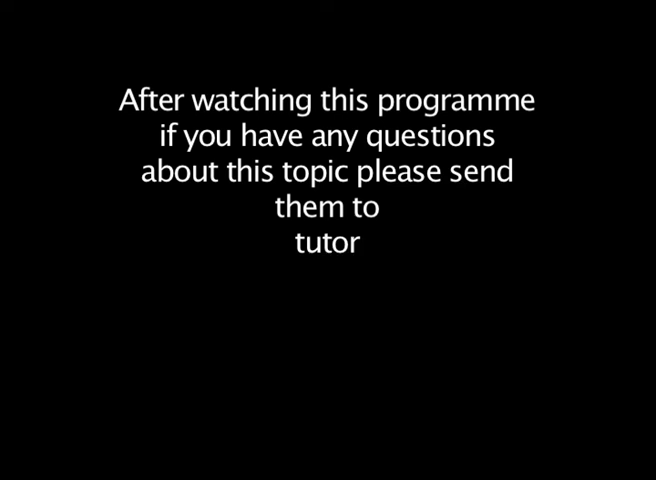 After watching this programme
if you have any questions
about this topic please send
them to
tutor